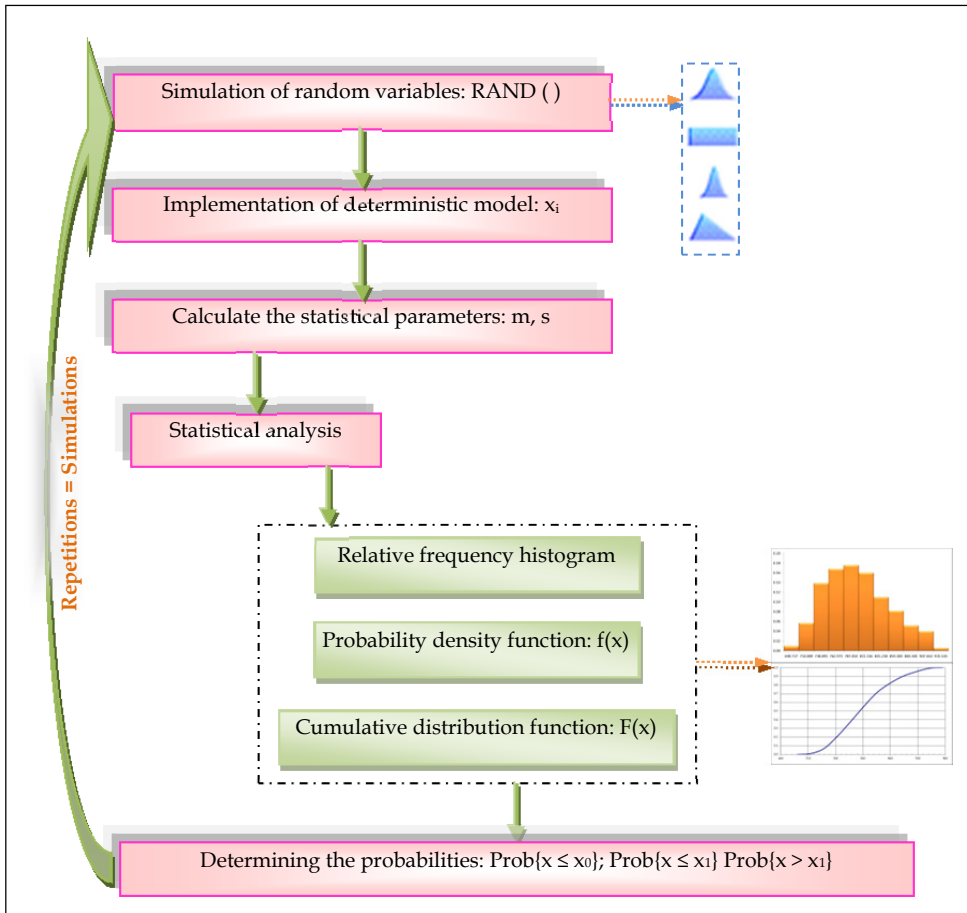 Simulation of random variables: RAND ( )
Implementation of deterministic model: xᵢ
Calculate the statistical parameters: m, s
Statistical analysis
Relative frequency histogram
Probability density function: f(x)
Cumulative distribution function: F(x)
Determining the probabilities: Prob{x ≤ x₀}; Prob{x ≤ x₁} Prob{x > x₁}
Repetitions = Simulations